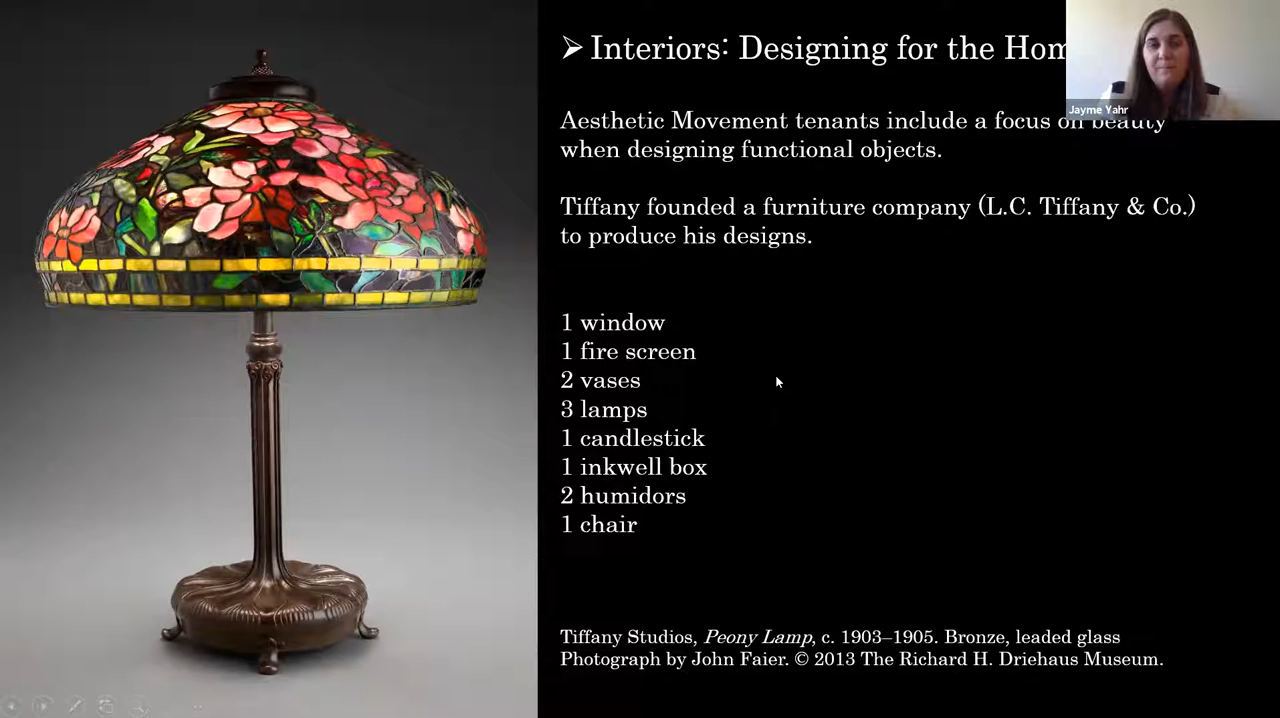 ➢ Interiors: Designing for the Hom
Jayme Yahr
Aesthetic Movement tenants include a focus on beauty
when designing functional objects.
Tiffany founded a furniture company (L.C. Tiffany & Co.)
to produce his designs.
1 window
1 fire screen
2 vases
3 lamps
1 candlestick
1 inkwell box
2 humidors
1 chair
Tiffany Studios, Peony Lamp, c. 1903–1905. Bronze, leaded glass
Photograph by John Faier. © 2013 The Richard H. Driehaus Museum.